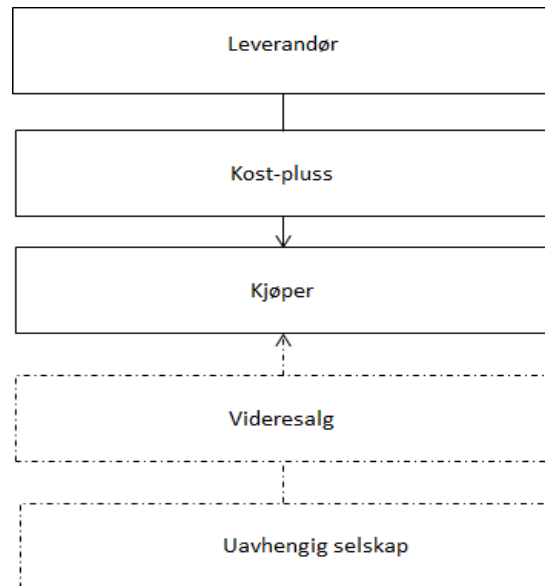 Leverandør
Kost-pluss
Kjøper
Videresalg
Uavhengig selskap